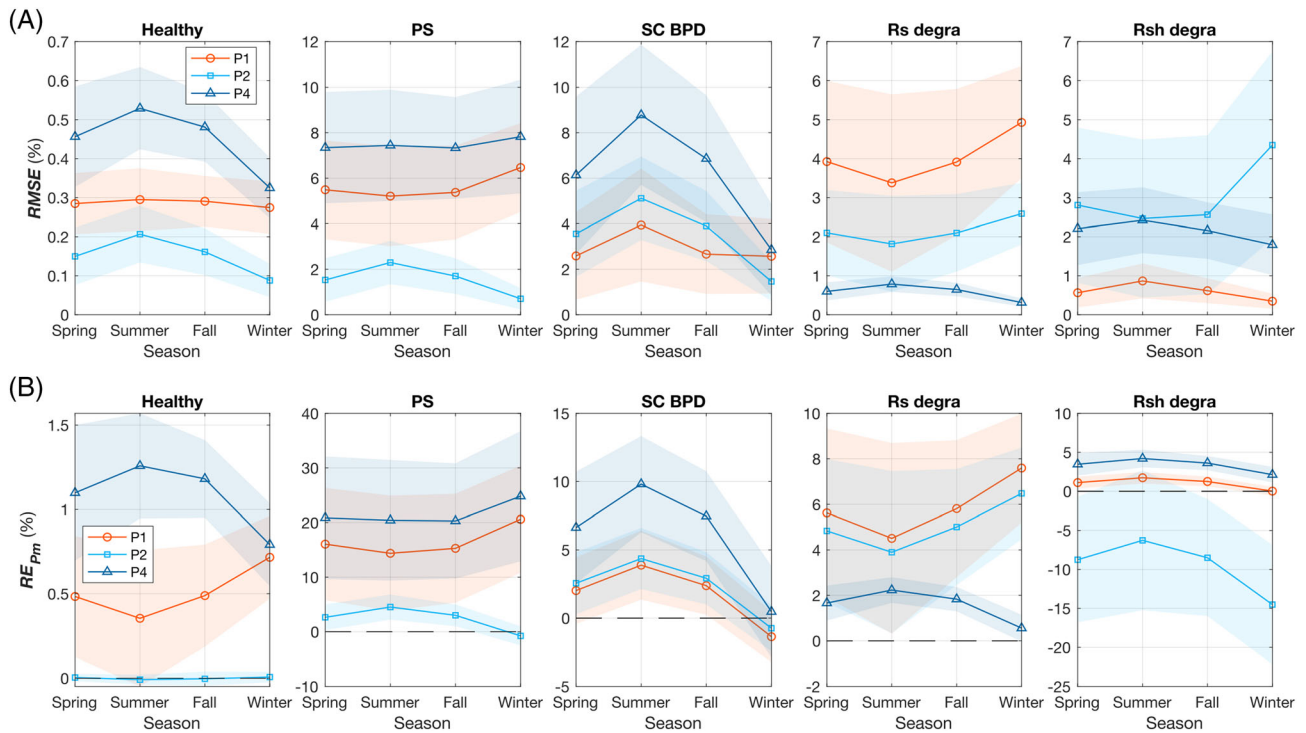 (A)
Healthy PS SC BPD Rs degra Rsh degra
RMSE (%)
0.7 0.6 0.5 0.4 0.3 0.2 0.1 0
P1
P2
P4
12 10 8 6 4 2 0
12 10 8 6 4 2 0
7 6 5 4 3 2 1 0
7 6 5 4 3 2 1 0
Spring Summer Fall Winter Spring Summer Fall Winter Spring Summer Fall Winter Spring Summer Fall Winter Spring Summer Fall Winter
Season Season Season Season Season
(B)
Healthy PS SC BPD Rs degra Rsh degra
RE_Pm (%)
1.5 1 0.5 0
P1
P2
P4
40 30 20 10 0 -10
15 10 5 0 -5
10 8 6 4 2 0 -2
10 5 0 -5 -10 -15 -20 -25
Spring Summer Fall Winter Spring Summer Fall Winter Spring Summer Fall Winter Spring Summer Fall Winter Spring Summer Fall Winter
Season Season Season Season Season